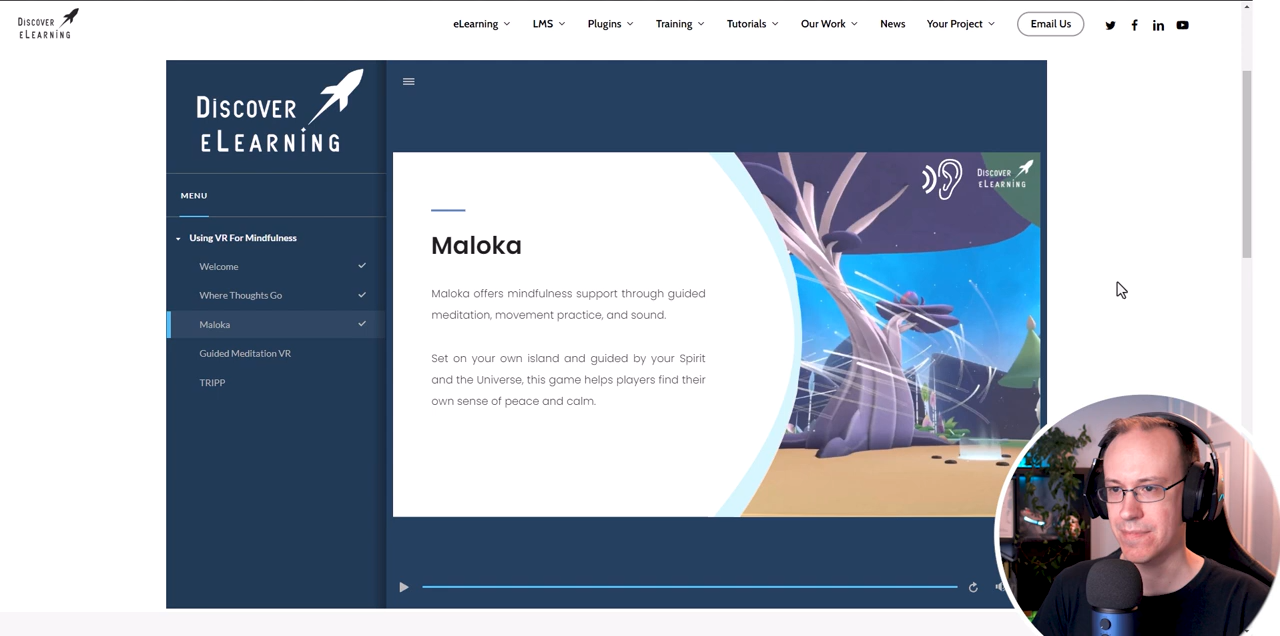 DISCOVER
ELEARNING
eLearning
LMS
Plugins
Training
Tutorials
Our Work
News
Your Project
Email Us
DISCOVER
ELEARNING
MENU
Using VR For Mindfulness
Welcome
Where Thoughts Go
Maloka
Guided Meditation VR
TRIPP
DISCOVER
ELEARNING
Maloka
Maloka offers mindfulness support through guided
meditation, movement practice, and sound.
Set on your own island and guided by your Spirit
and the Universe, this game helps players find their
own sense of peace and calm.